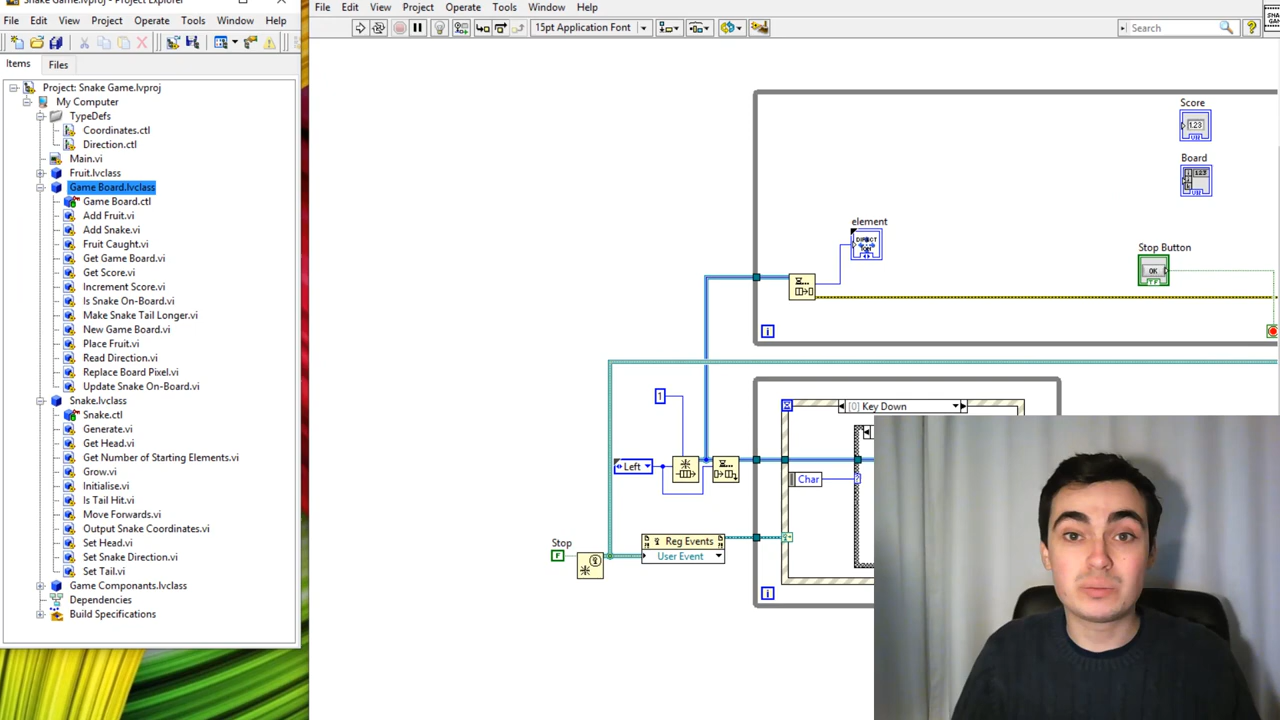 Snake Game.lvproj - Project Explorer
File Edit View Project Operate Tools Window Help
Items Files
Project: Snake Game.lvproj
My Computer
TypeDefs
Coordinates.ctl
Direction.ctl
Main.vi
Fruit.lvclass
Game Board.lvclass
Game Board.ctl
Add Fruit.vi
Add Snake.vi
Fruit Caught.vi
Get Game Board.vi
Get Score.vi
Increment Score.vi
Is Snake On-Board.vi
Make Snake Tail Longer.vi
New Game Board.vi
Place Fruit.vi
Read Direction.vi
Replace Board Pixel.vi
Update Snake On-Board.vi
Snake.lvclass
Snake.ctl
Generate.vi
Get Head.vi
Get Number of Starting Elements.vi
Grow.vi
Initialise.vi
Is Tail Hit.vi
Move Forwards.vi
Output Snake Coordinates.vi
Set Head.vi
Set Snake Direction.vi
Set Tail.vi
Game Componants.lvclass
Dependencies
Build Specifications
File Edit View Project Operate Tools Window Help
15pt Application Font
Search
Score
123
Board
123
element
Stop Button
OK
TF
i
1
[0] Key Down
Left
Char
Stop
F
Reg Events
User Event
i